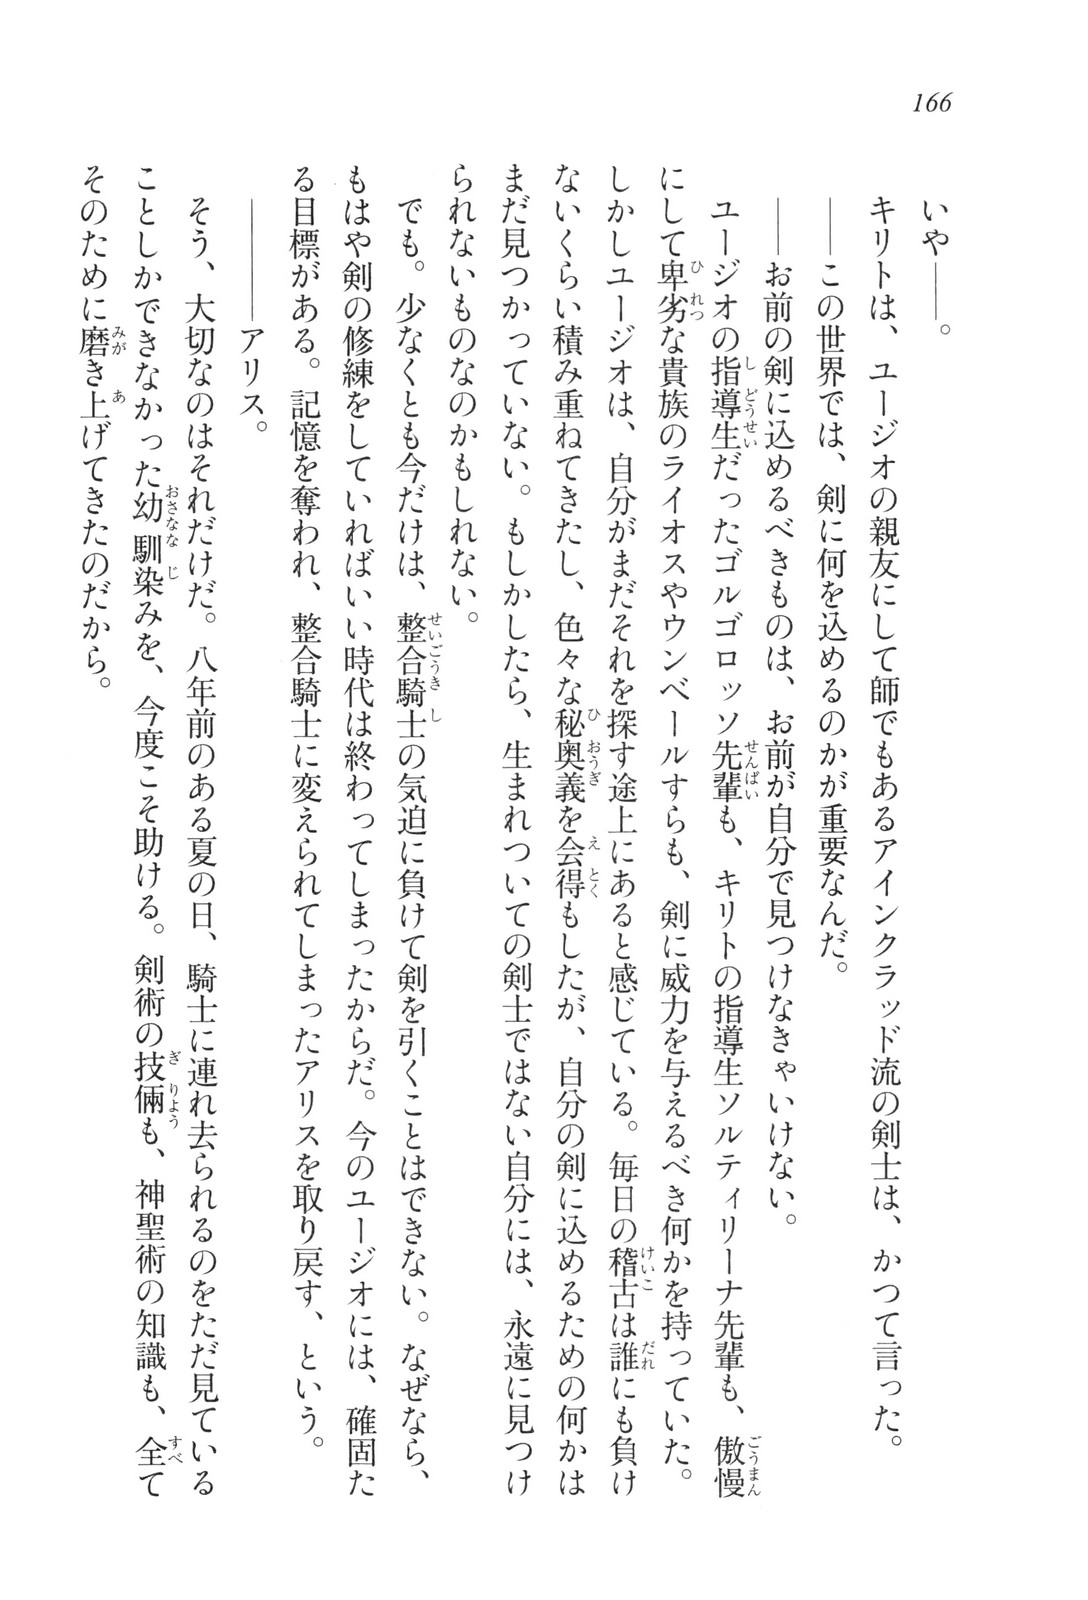 166
いや――。
キリトは、ユージオの親友にして師でもあるアインクラッド流の剣士は、かつて言った。
――この世界では、剣に何を込めるのかが重要なんだ。
――お前の剣に込めるべきものは、お前が自分で見つけなきゃいけない。
ユージオの指導生だったゴルゴロッソ先輩も、キリトの指導生ソルティリーナ先輩も、傲慢
にして卑劣な貴族のライオスやウンベールすらも、剣に威力を与えるべき何かを持っていた。
しかしユージオは、自分がまだそれを探す途上にあると感じている。毎日の稽古は誰にも負け
ないくらい積み重ねてきたし、色々な秘奥義を会得もしたが、自分の剣に込めるための何かは
まだ見つかっていない。もしかしたら、生まれついての剣士ではない自分には、永遠に見つけ
られないものなのかもしれない。
でも。少なくとも今だけは、整合騎士の気迫に負けて剣を引くことはできない。なぜなら、
もはや剣の修練をしていればいい時代は終わってしまったからだ。今のユージオには、確固た
る目標がある。記憶を奪われ、整合騎士に変えられてしまったアリスを取り戻す、という。
――――アリス。
そう、大切なのはそれだけだ。八年前のある夏の日、騎士に連れ去られるのをただ見ている
ことしかできなかった幼馴染みを、今度こそ助ける。剣術の技倆も、神聖術の知識も、全て
そのために磨き上げてきたのだから。